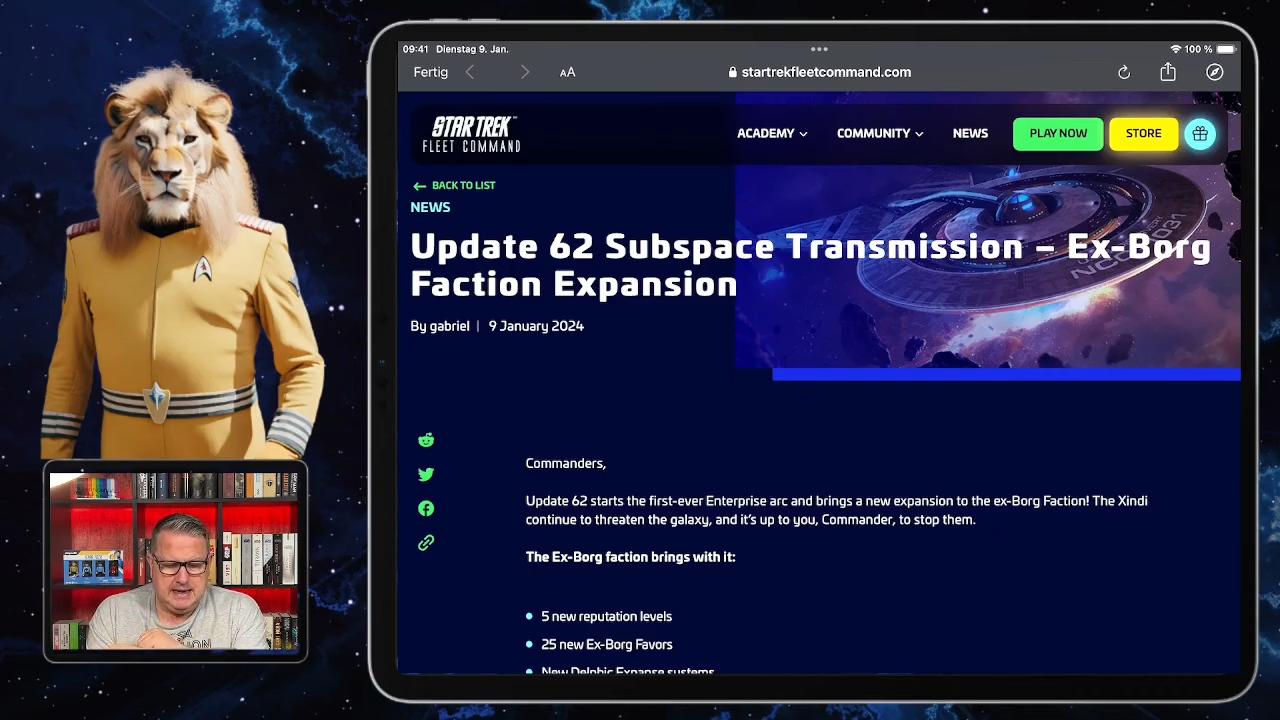 09:41 Dienstag 9. Jan.
100 %
Fertig
AA
startrekfleetcommand.com
STAR TREK
FLEET COMMAND
ACADEMY
COMMUNITY
NEWS
PLAY NOW
STORE
BACK TO LIST
NEWS
Update 62 Subspace Transmission – Ex-Borg
Faction Expansion
By gabriel | 9 January 2024
Commanders,
Update 62 starts the first-ever Enterprise arc and brings a new expansion to the ex-Borg Faction! The Xindi
continue to threaten the galaxy, and it's up to you, Commander, to stop them.
The Ex-Borg faction brings with it:
5 new reputation levels
25 new Ex-Borg Favors
New Delphic Expanse systems